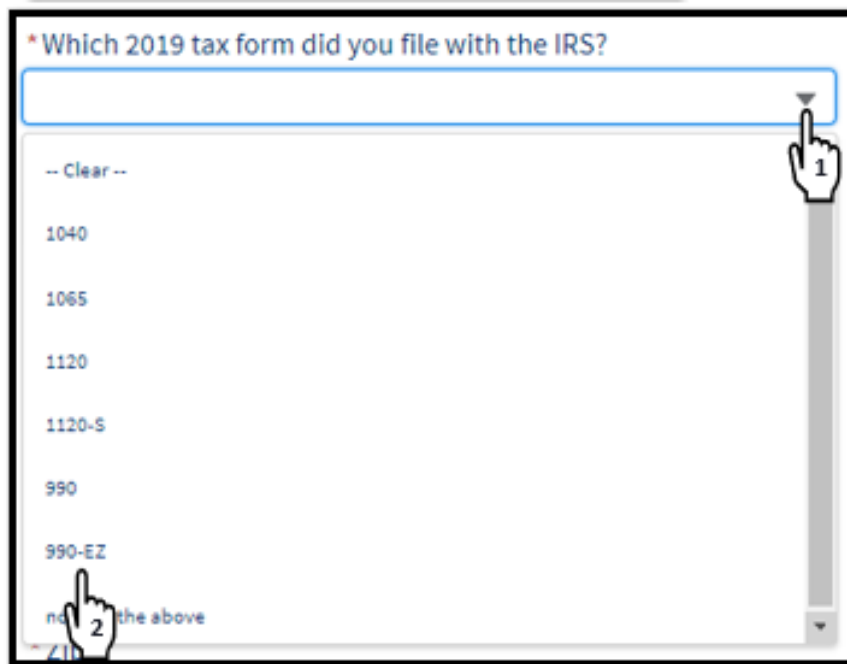 *Which 2019 tax form did you file with the IRS?
1
-- Clear --
1040
1065
1120
1120-S
990
990-EZ
the above
2
*